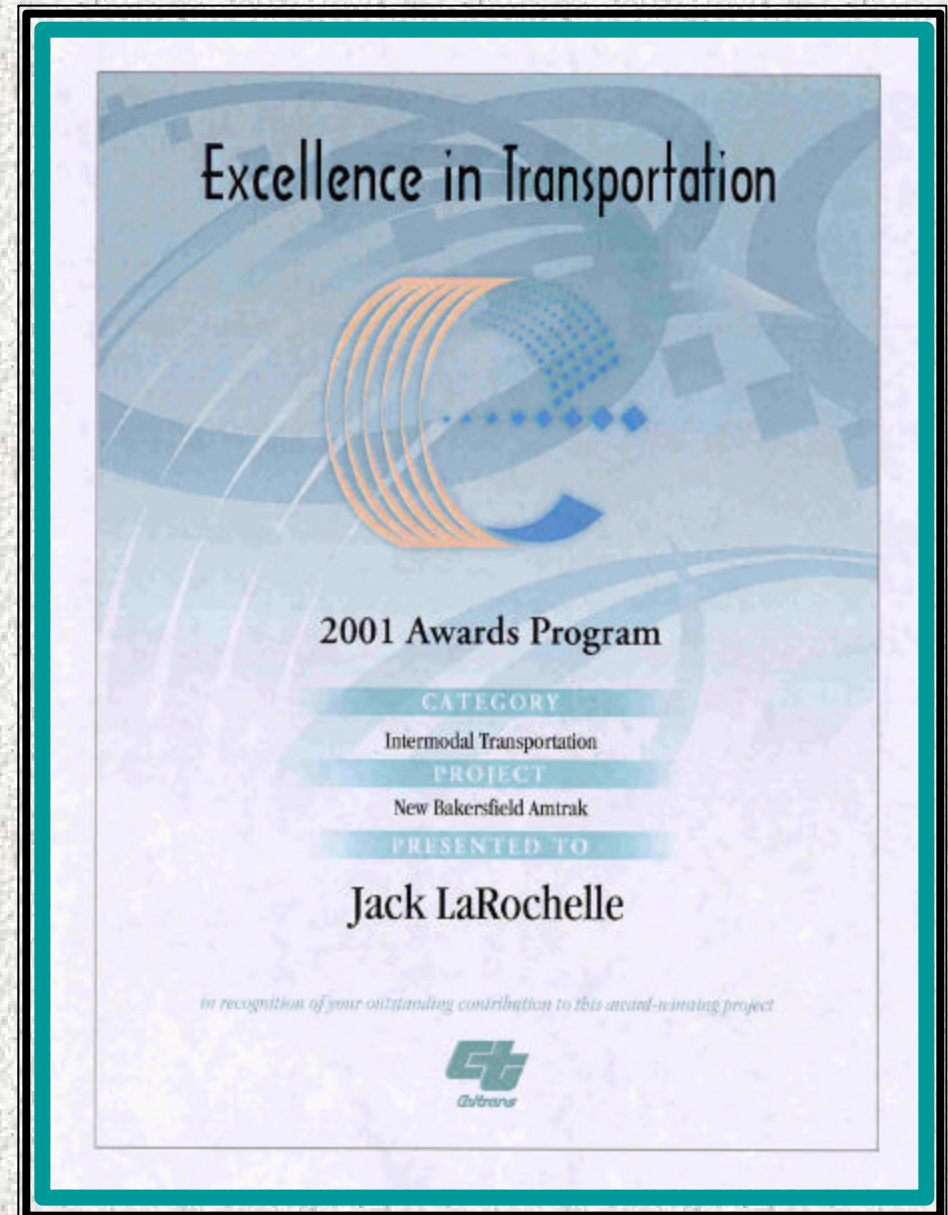 Excellence in Transportation
2001 Awards Program
CATEGORY
Intermodal Transportation
PROJECT
New Bakersfield Amtrak
PRESENTED TO
Jack LaRochelle
in recognition of your outstanding contribution to this award-winning project
Ct
Caltrans